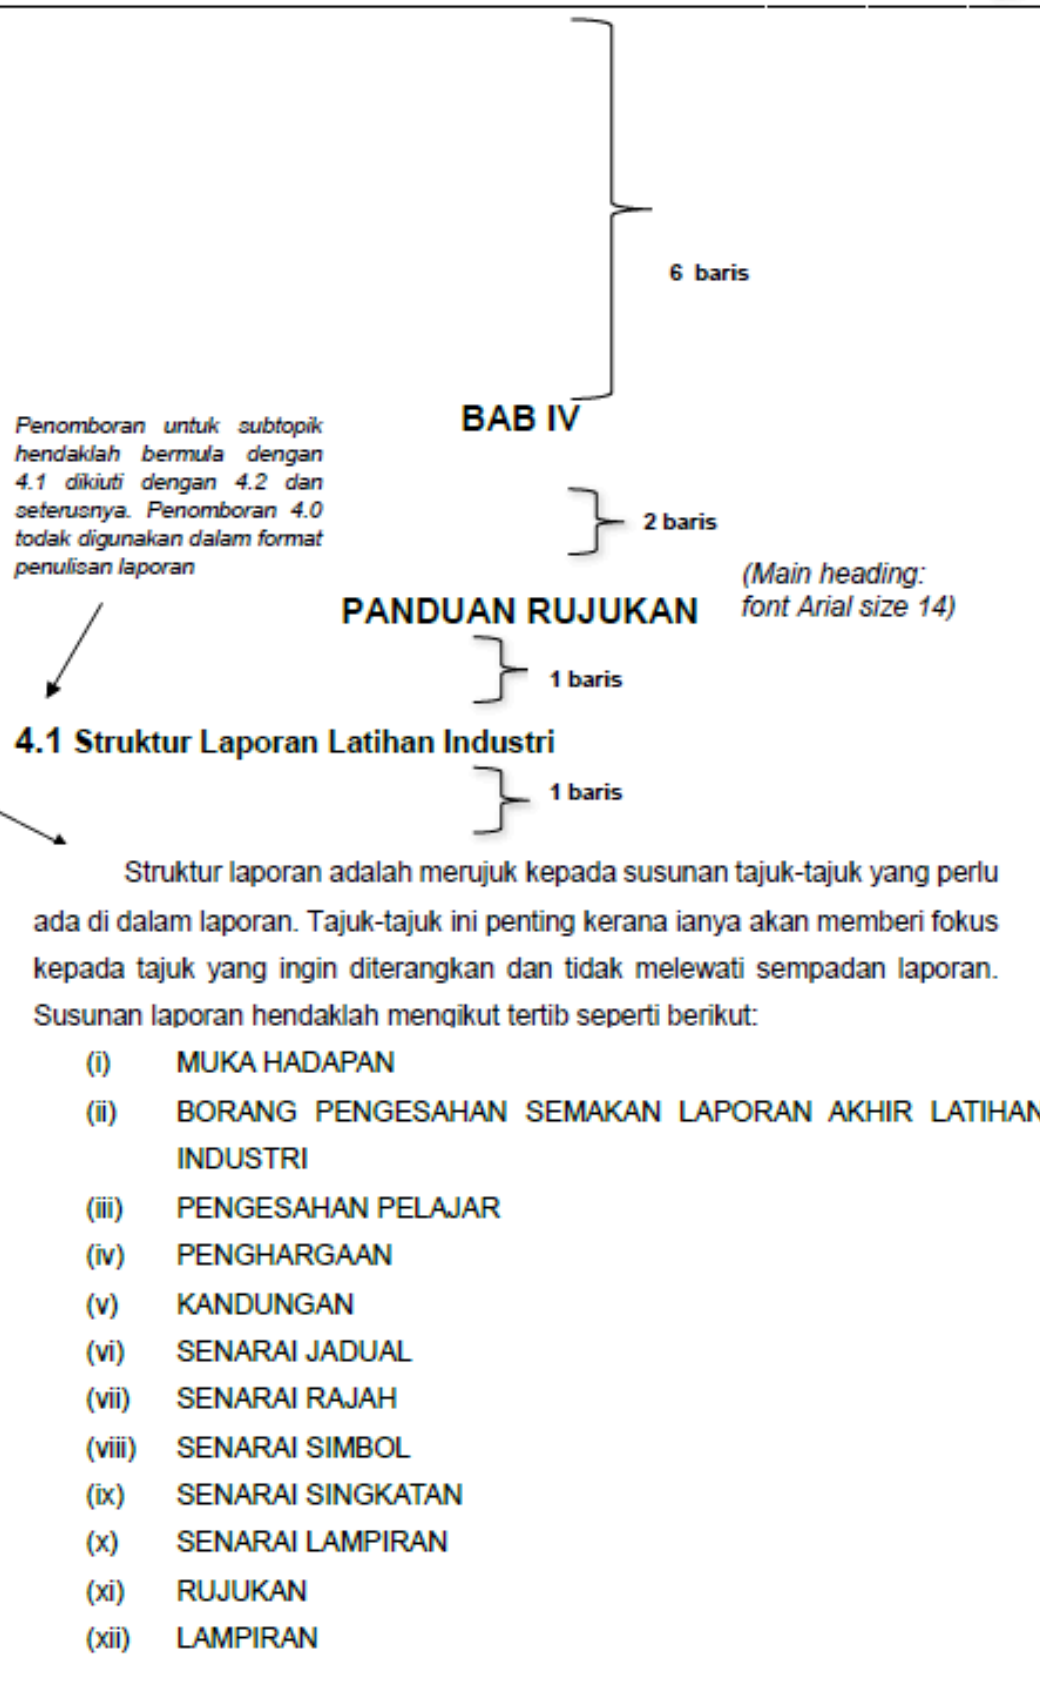 6 baris
BAB IV
Penomboran untuk subtopik
hendaklah bermula dengan
4.1 dikiuti dengan 4.2 dan
seterusnya. Penomboran 4.0
todak digunakan dalam format
penulisan laporan
2 baris
(Main heading:
font Arial size 14)
PANDUAN RUJUKAN
1 baris
4.1 Struktur Laporan Latihan Industri
1 baris
Struktur laporan adalah merujuk kepada susunan tajuk-tajuk yang perlu
ada di dalam laporan. Tajuk-tajuk ini penting kerana ianya akan memberi fokus
kepada tajuk yang ingin diterangkan dan tidak melewati sempadan laporan.
Susunan laporan hendaklah mengikut tertib seperti berikut:
(i) MUKA HADAPAN
(ii) BORANG PENGESAHAN SEMAKAN LAPORAN AKHIR LATIHAN
INDUSTRI
(iii) PENGESAHAN PELAJAR
(iv) PENGHARGAAN
(v) KANDUNGAN
(vi) SENARAI JADUAL
(vii) SENARAI RAJAH
(viii) SENARAI SIMBOL
(ix) SENARAI SINGKATAN
(x) SENARAI LAMPIRAN
(xi) RUJUKAN
(xii) LAMPIRAN